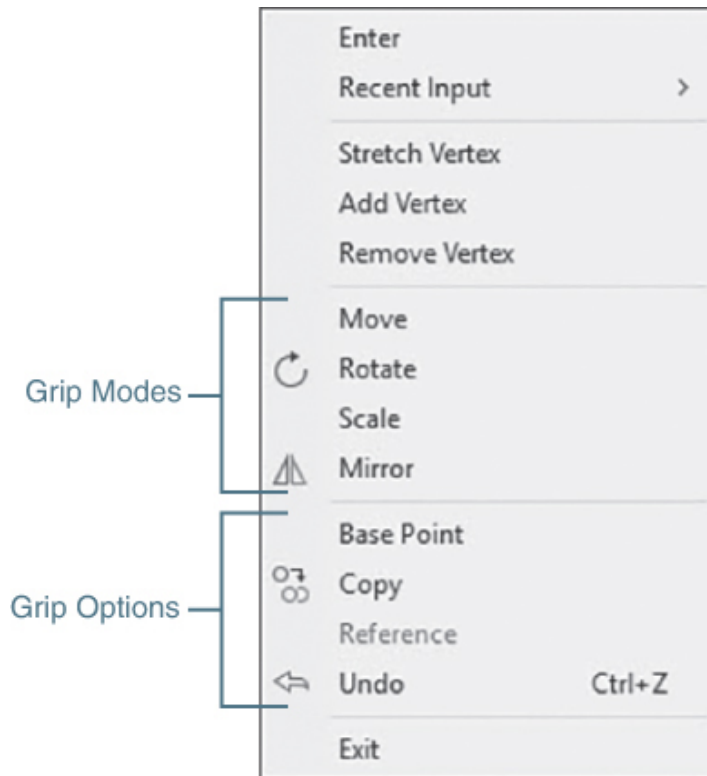 Enter
Recent Input >
Stretch Vertex
Add Vertex
Remove Vertex
Grip Modes
Move
Rotate
Scale
Mirror
Grip Options
Base Point
Copy
Reference
Undo Ctrl+Z
Exit